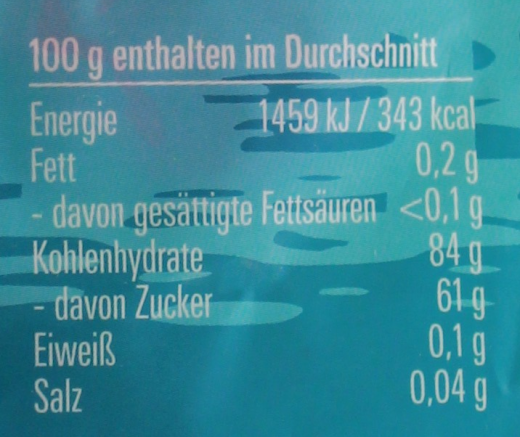 100 g enthalten im Durchschnitt
Energie 1459 kJ / 343 kcal
Fett 0,2 g
- davon gesättigte Fettsäuren <0,1 g
Kohlenhydrate 84 g
- davon Zucker 61 g
Eiweiß 0,1 g
Salz 0,04 g